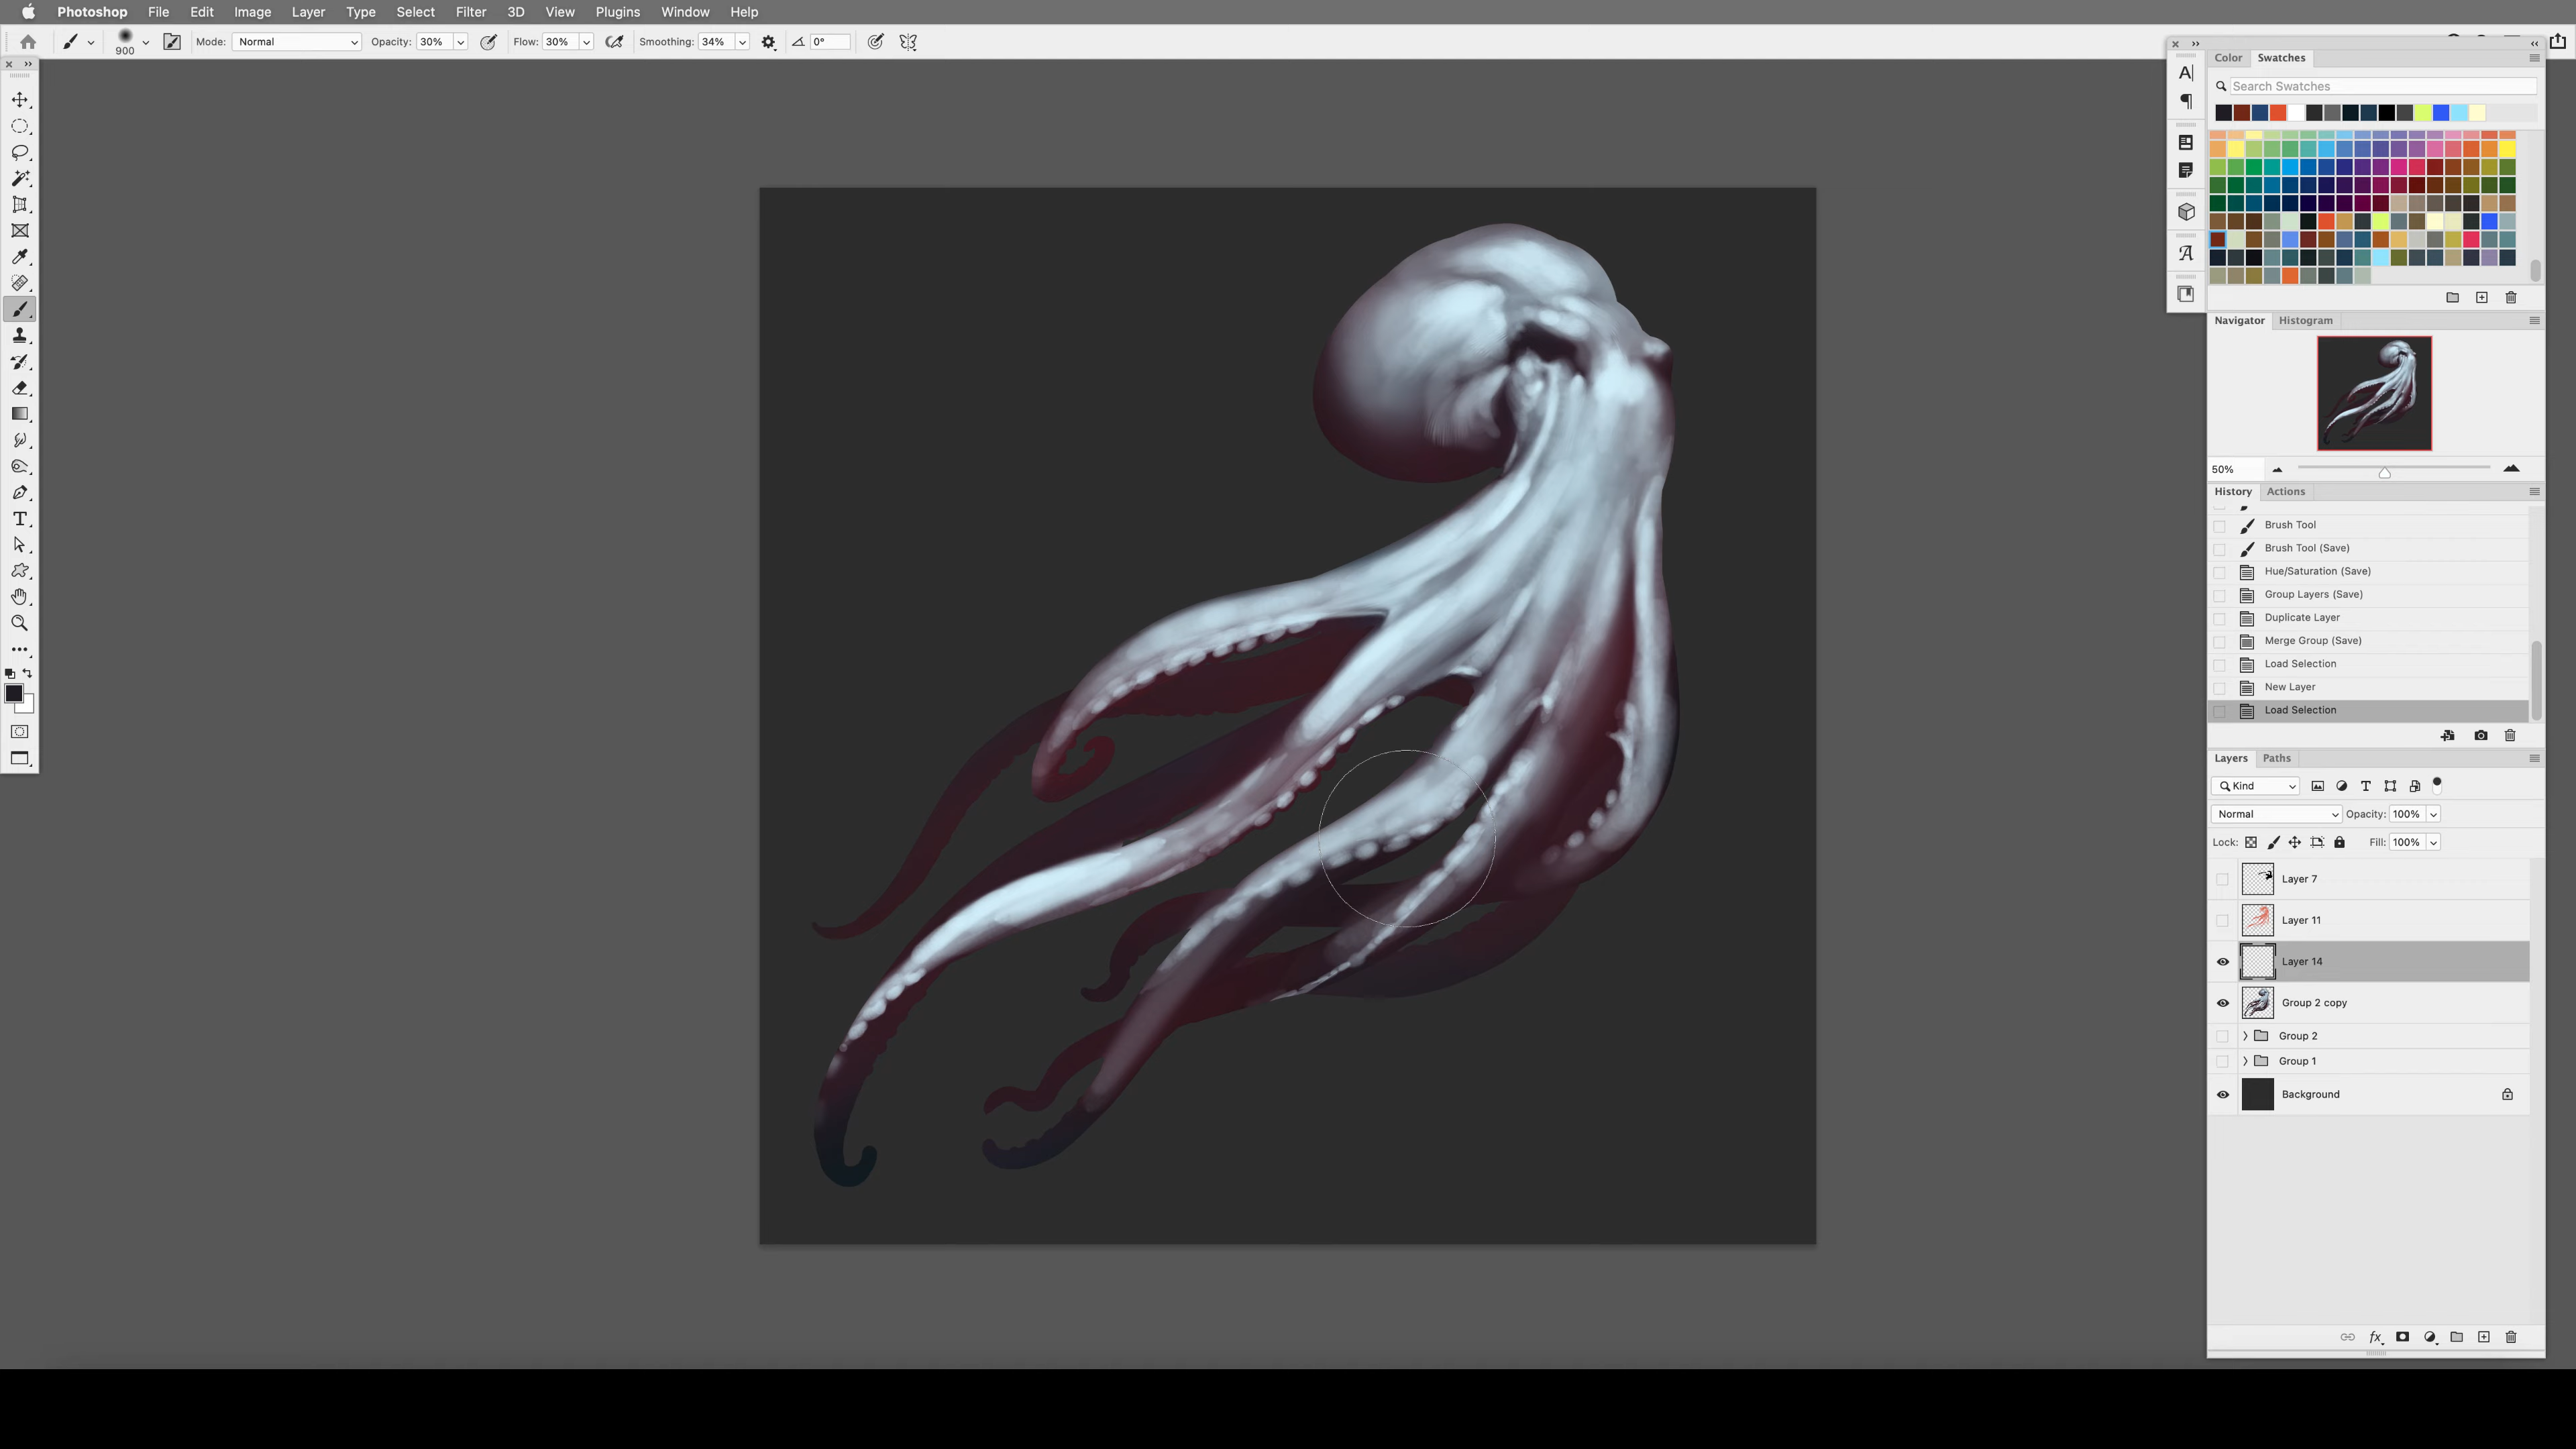 Photoshop File Edit Image Layer Type Select Filter 3D View Plugins Window Help
900 Mode: Normal Opacity: 30% Flow: 30% Smoothing: 34% 0°
Color Swatches
Search Swatches
Navigator Histogram
50%
History Actions
Brush Tool
Brush Tool (Save)
Hue/Saturation (Save)
Group Layers (Save)
Duplicate Layer
Merge Group (Save)
Load Selection
New Layer
Load Selection
Layers Paths
Kind
Normal Opacity: 100%
Lock: Fill: 100%
Layer 7
Layer 11
Layer 14
Group 2 copy
Group 2
Group 1
Background
fx